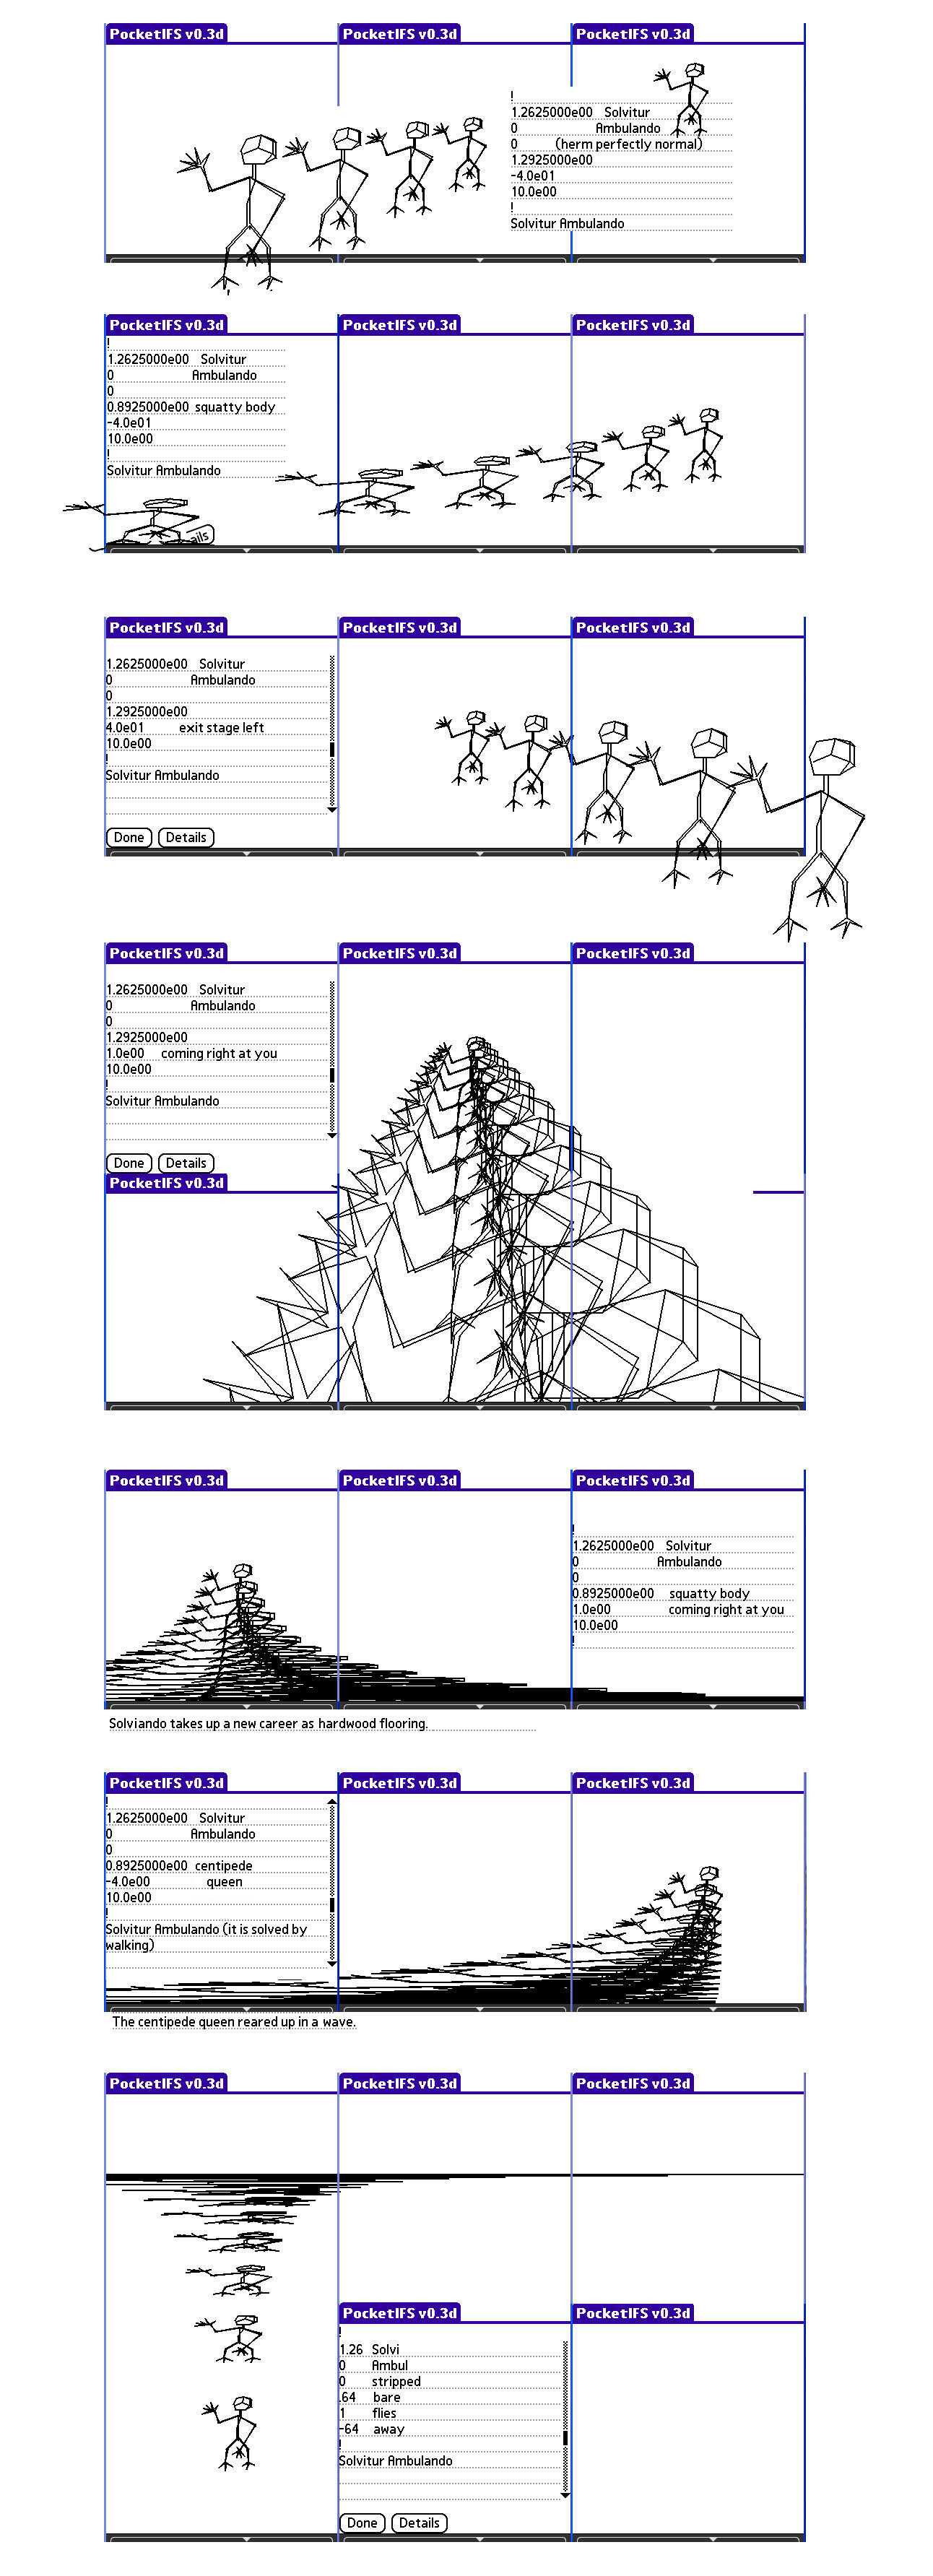 PocketIFS v0.3d
PocketIFS v0.3d
PocketIFS v0.3d
!
1.2625000e00 Solvitur
0 Ambulando
0 (herm perfectly normal)
1.2925000e00
-4.0e01
10.0e00
!
Solvitur Ambulando
PocketIFS v0.3d
PocketIFS v0.3d
PocketIFS v0.3d
!
1.2625000e00 Solvitur
0 Ambulando
0
0.8925000e00 squatty body
-4.0e01
10.0e00
!
Solvitur Ambulando
ails
PocketIFS v0.3d
PocketIFS v0.3d
PocketIFS v0.3d
1.2625000e00 Solvitur
0 Ambulando
0
1.2925000e00
4.0e01 exit stage left
10.0e00
!
Solvitur Ambulando
Done Details
PocketIFS v0.3d
PocketIFS v0.3d
PocketIFS v0.3d
1.2625000e00 Solvitur
0 Ambulando
0
1.2925000e00
1.0e00 coming right at you
10.0e00
!
Solvitur Ambulando
Done Details
PocketIFS v0.3d
PocketIFS v0.3d
PocketIFS v0.3d
PocketIFS v0.3d
!
1.2625000e00 Solvitur
0 Ambulando
0
0.8925000e00 squatty body
1.0e00 coming right at you
10.0e00
!
Solviando takes up a new career as hardwood flooring.
PocketIFS v0.3d
PocketIFS v0.3d
PocketIFS v0.3d
!
1.2625000e00 Solvitur
0 Ambulando
0
0.8925000e00 centipede
-4.0e00 queen
10.0e00
!
Solvitur Ambulando (it is solved by
walking)
The centipede queen reared up in a wave.
PocketIFS v0.3d
PocketIFS v0.3d
PocketIFS v0.3d
PocketIFS v0.3d
PocketIFS v0.3d
!
1.26 Solvi
0 Ambul
0 stripped
.64 bare
1 flies
-64 away
!
Solvitur Ambulando
Done Details